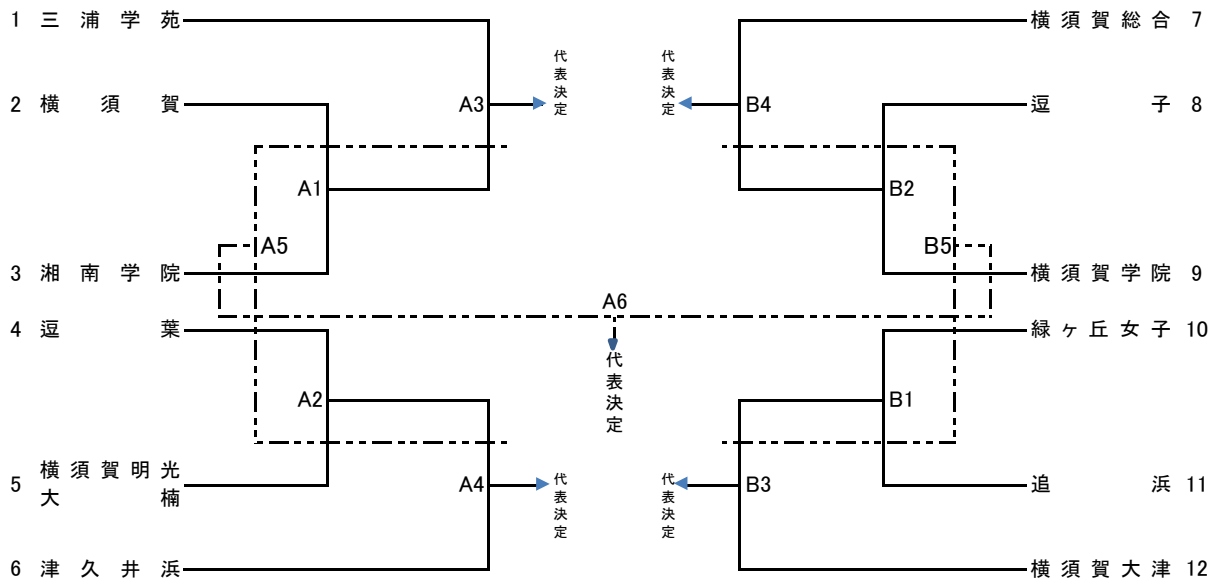 1 三浦学苑
2 横須賀
3 湘南学院
4 逗葉
5 横須賀明光
大楠
6 津久井浜
A3
A1
A5
A2
A4
代表決定
代表決定
A6
代表決定
代表決定
代表決定
B4
B2
B5
B1
B3
横須賀総合 7
逗子 8
横須賀学院 9
緑ヶ丘女子 10
追浜 11
横須賀大津 12